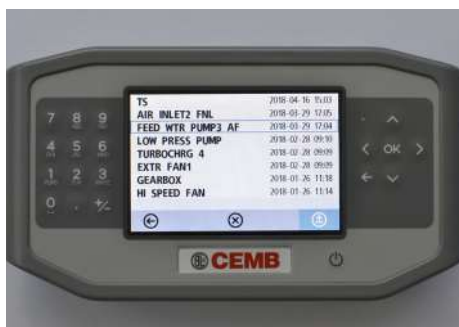 TS 2018-04-16 15:03
AIR INLET2 FNL 2018-03-29 17:05
FEED WTR PUMP3 AF 2018-03-29 17:04
LOW PRESS PUMP 2018-02-28 09:10
TURBOCHRG 4 2018-02-28 09:09
EXTR FAN1 2018-02-28 09:09
GEARBOX 2018-01-26 11:18
HI SPEED FAN 2018-01-26 11:14
7 8 9
4 5 6
1 2 3
0 . +/-
OK
CEMB